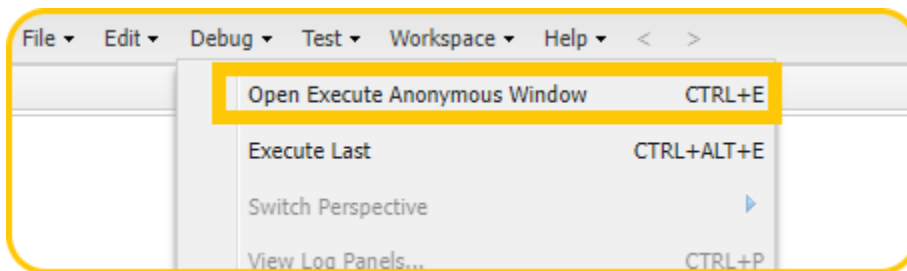 File Edit Debug Test Workspace Help < >
Open Execute Anonymous Window CTRL+E
Execute Last CTRL+ALT+E
Switch Perspective
View Log Panels... CTRL+P